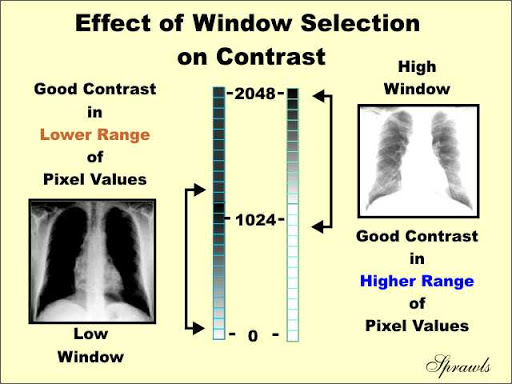 Effect of Window Selection
on Contrast
Good Contrast
in
Lower Range
of
Pixel Values
Low
Window
-2048-
-1024-
- 0 -
High
Window
Good Contrast
in
Higher Range
of
Pixel Values
Sprawls